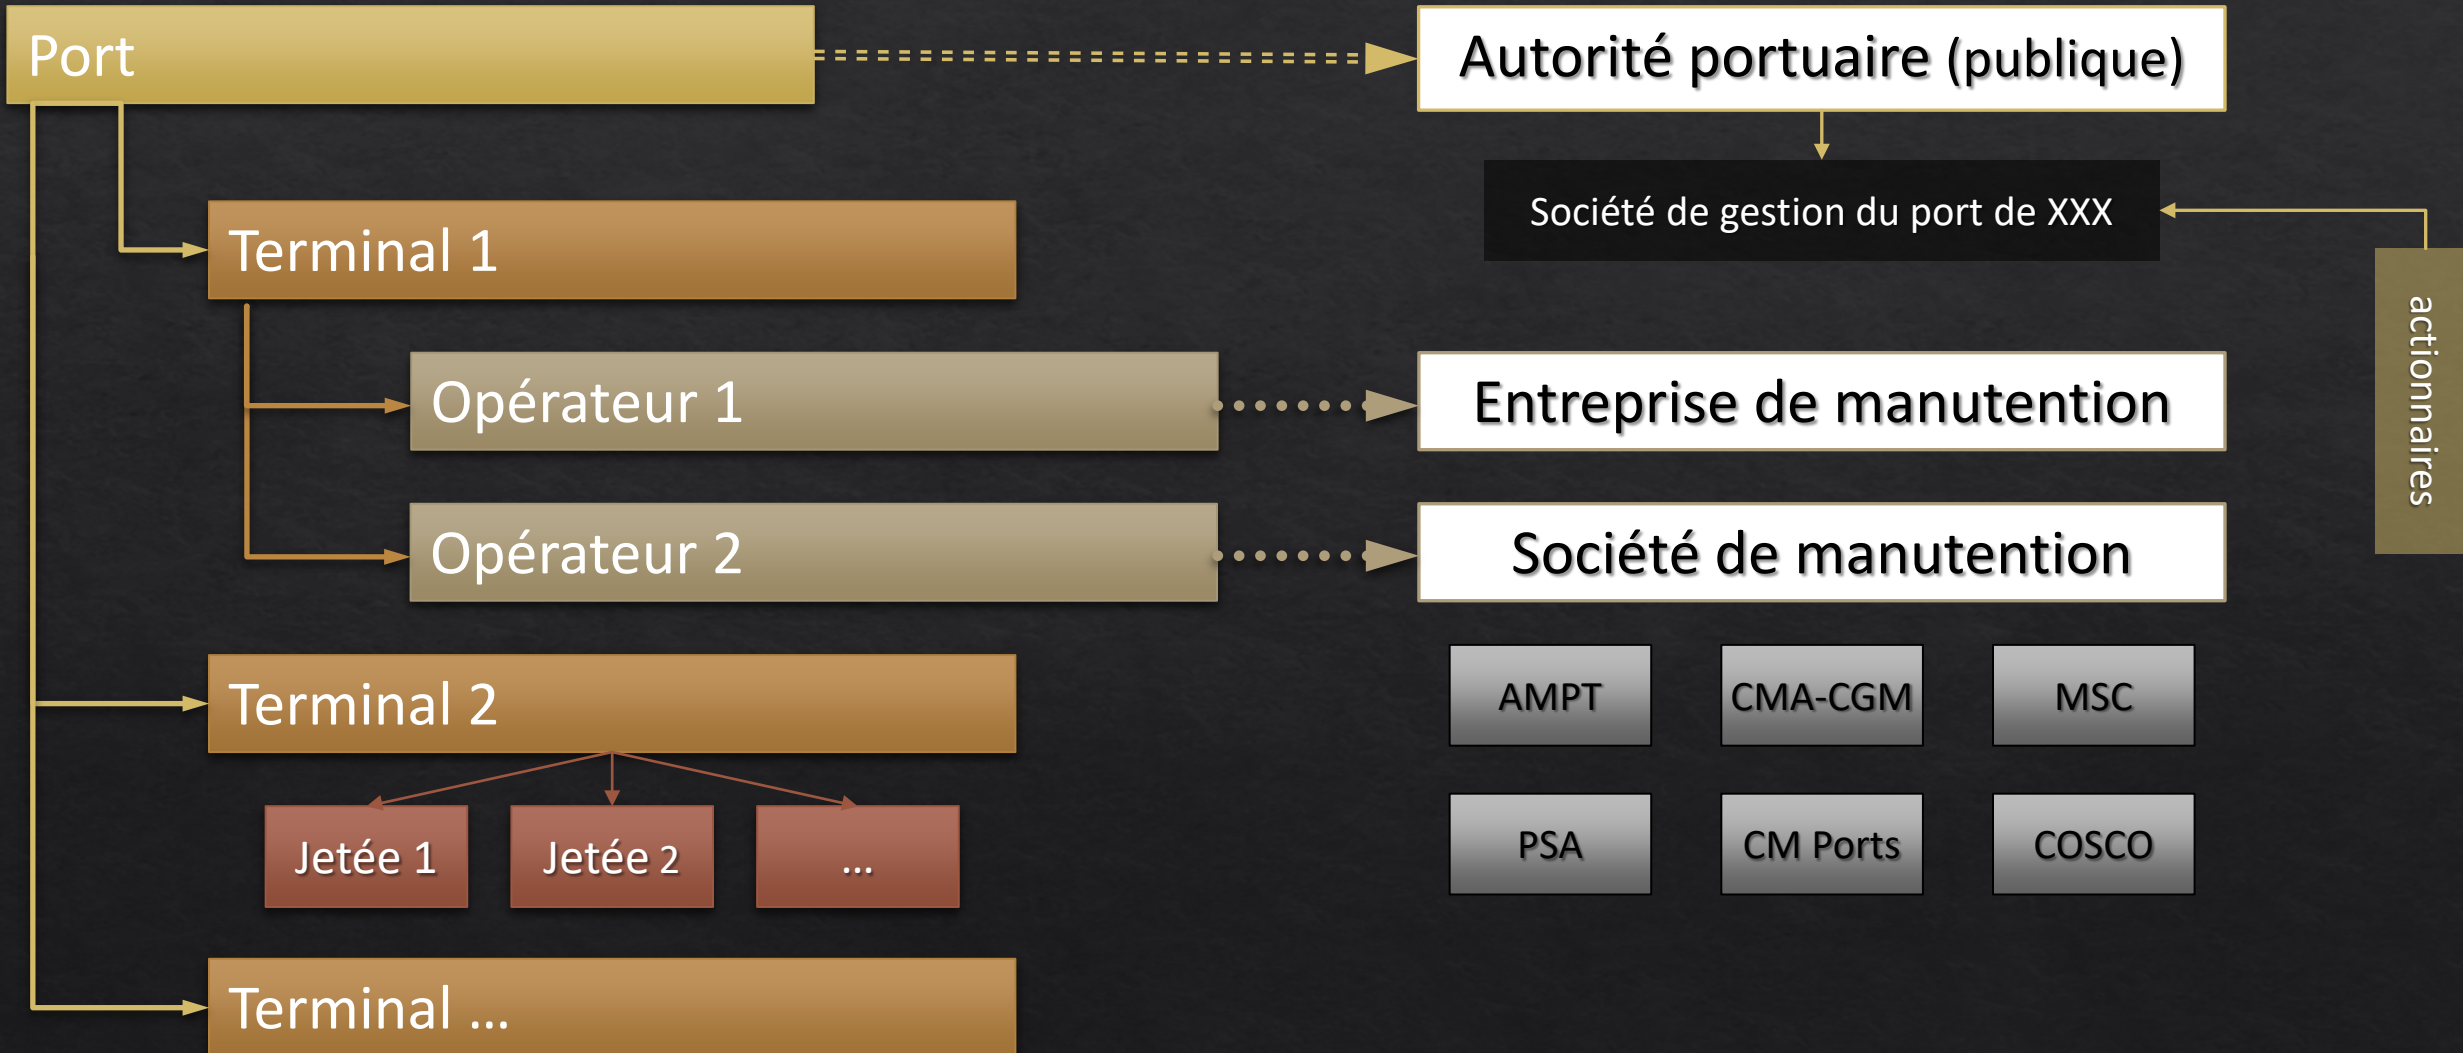 Port
Autorité portuaire (publique)
Société de gestion du port de XXX
Terminal 1
actionnaires
Opérateur 1
Entreprise de manutention
Opérateur 2
Société de manutention
Terminal 2
AMPT
CMA-CGM
MSC
Jetée 1
Jetée 2
...
PSA
CM Ports
COSCO
Terminal ...